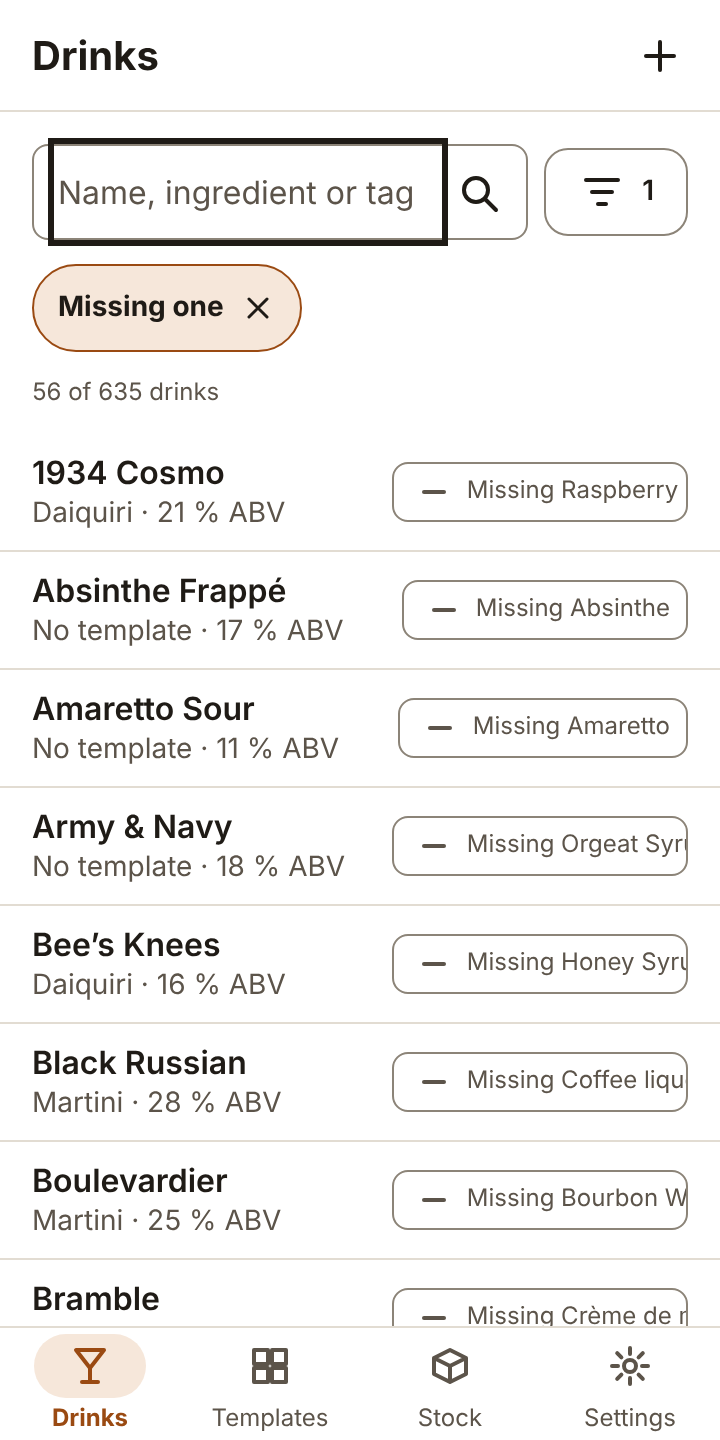 Drinks
Name, ingredient or tag
1
Missing one
56 of 635 drinks
1934 Cosmo
Missing Raspberry
Daiquiri · 21 % ABV
Absinthe Frappé
Missing Absinthe
No template · 17 % ABV
Amaretto Sour
Missing Amaretto
No template · 11 % ABV
Army & Navy
Missing Orgeat
No template · 18 % ABV
Bee’s Knees
Missing Honey
Daiquiri · 16 % ABV
Black Russian
Missing Coffee
Martini · 28 % ABV
Boulevardier
Missing Bourbon
Martini · 25 % ABV
Bramble
Missing Crème de
Drinks
Templates
Stock
Settings